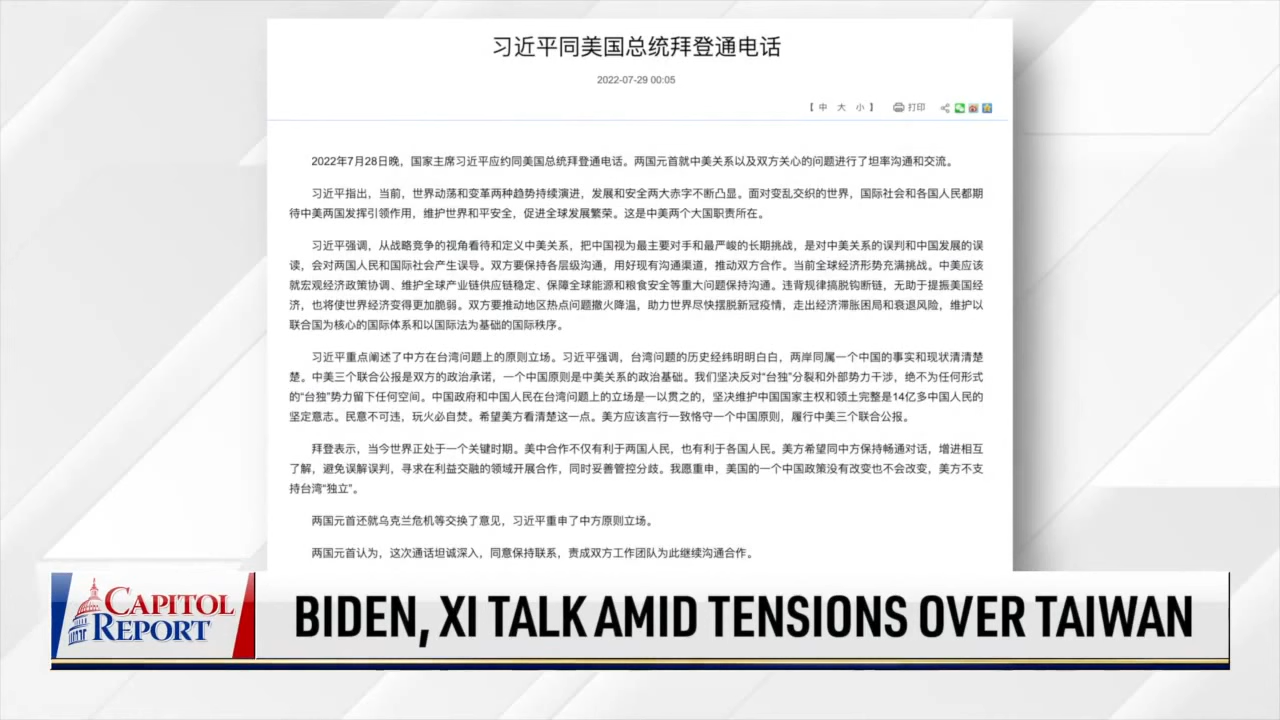 习近平同美国总统拜登通电话
2022-07-29 00:05
【 中 大 小 】 打印
2022年7月28日晚，国家主席习近平应约同美国总统拜登通电话。两国元首就中美关系以及双方关心的问题进行了坦率沟通和交流。
习近平指出，当前，世界动荡和变革两种趋势持续演进，发展和安全两大赤字不断凸显。面对变乱交织的世界，国际社会和各国人民都期
待中美两国发挥引领作用，维护世界和平安全，促进全球发展繁荣。这是中美两个大国职责所在。
习近平强调，从战略竞争的视角看待和定义中美关系，把中国视为最主要对手和最严峻的长期挑战，是对中美关系的误判和中国发展的误
读，会对两国人民和国际社会产生误导。双方要保持各层级沟通，用好现有沟通渠道，推动双方合作。当前全球经济形势充满挑战。中美应该
就宏观经济政策协调、维护全球产业链供应链稳定、保障全球能源和粮食安全等重大问题保持沟通。违背规律搞脱钩断链，无助于提振美国经
济，也将使世界经济变得更加脆弱。双方要推动地区热点问题撤火降温，助力世界尽快摆脱新冠疫情，走出经济滞胀困局和衰退风险，维护以
联合国为核心的国际体系和以国际法为基础的国际秩序。
习近平重点阐述了中方在台湾问题上的原则立场。习近平强调，台湾问题的历史经纬明明白白，两岸同属一个中国的事实和现状清清楚
楚。中美三个联合公报是双方的政治承诺，一个中国原则是中美关系的政治基础。我们坚决反对“台独”分裂和外部势力干涉，绝不为任何形式
的“台独”势力留下任何空间。中国政府和中国人民在台湾问题上的立场是一以贯之的，坚决维护中国国家主权和领土完整是14亿多中国人民的
坚定意志。民意不可违，玩火必自焚。希望美方看清楚这一点。美方应该言行一致恪守一个中国原则，履行中美三个联合公报。
拜登表示，当今世界正处于一个关键时期。美中合作不仅有利于两国人民，也有利于各国人民。美方希望同中方保持畅通对话，增进相互
了解，避免误解误判，寻求在利益交融的领域开展合作，同时妥善管控分歧。我愿重申，美国的一个中国政策没有改变也不会改变，美方不支
持台湾“独立”。
两国元首还就乌克兰危机等交换了意见，习近平重申了中方原则立场。
两国元首认为，这次通话坦诚深入，同意保持联系，责成双方工作团队为此继续沟通合作。
CAPITOL
REPORT
BIDEN, XI TALK AMID TENSIONS OVER TAIWAN